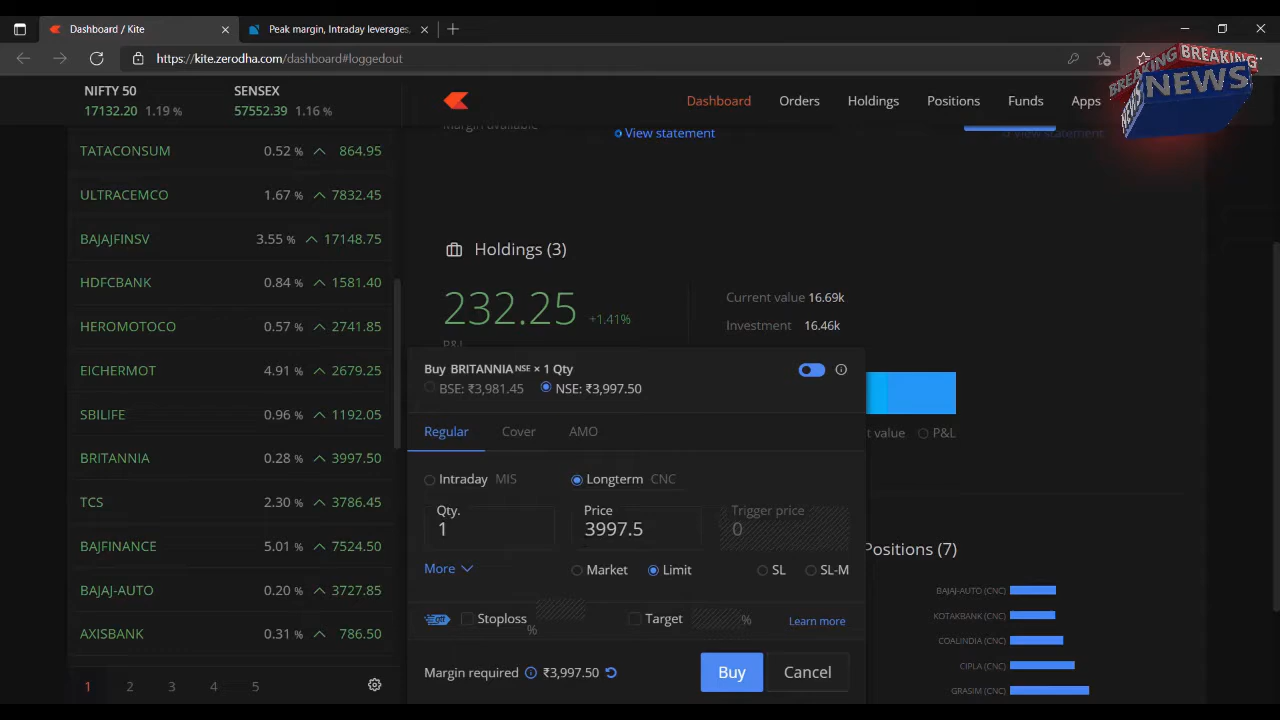 Dashboard / Kite
Peak margin, Intraday leverages,
https://kite.zerodha.com/dashboard#loggedout
BREAKING BREAKING
NEWS NEWS
NIFTY 50
17132.20 1.19 %
SENSEX
57552.39 1.16 %
Dashboard Orders Holdings Positions Funds Apps
Margin available
View statement
View statement
TATACONSUM 0.52 % 864.95
ULTRACEMCO 1.67 % 7832.45
BAJAJFINSV 3.55 % 17148.75
HDFCBANK 0.84 % 1581.40
HEROMOTOCO 0.57 % 2741.85
EICHERMOT 4.91 % 2679.25
SBILIFE 0.96 % 1192.05
BRITANNIA 0.28 % 3997.50
TCS 2.30 % 3786.45
BAJFINANCE 5.01 % 7524.50
BAJAJ-AUTO 0.20 % 3727.85
AXISBANK 0.31 % 786.50
1 2 3 4 5
Holdings (3)
232.25 +1.41%
P&L
Current value 16.69k
Investment 16.46k
Buy BRITANNIA NSE × 1 Qty
BSE: ₹3,981.45 NSE: ₹3,997.50
Regular Cover AMO
Intraday MIS Longterm CNC
Qty. Price Trigger price
1 3997.5 0
More Market Limit SL SL-M
Stoploss % Target % Learn more
Margin required ₹3,997.50
Buy Cancel
t value P&L
Positions (7)
BAJAJ-AUTO (CNC)
KOTAKBANK (CNC)
COALINDIA (CNC)
CIPLA (CNC)
GRASIM (CNC)